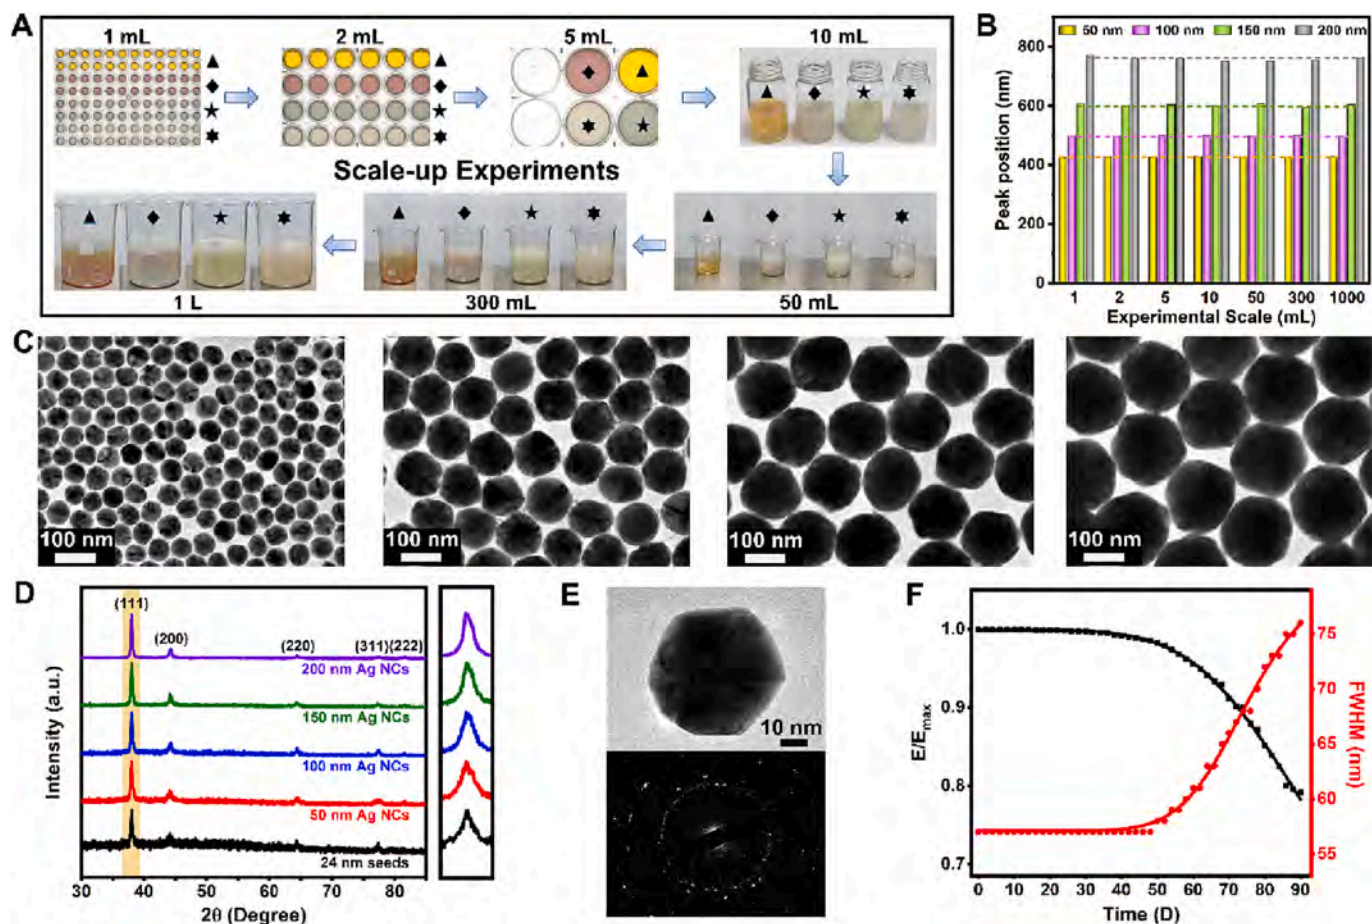 A
1 mL
2 mL
5 mL
10 mL
Scale-up Experiments
1 L
300 mL
50 mL
B
50 nm 100 nm 150 nm 200 nm
800
600
400
200
0
Peak position (nm)
1 2 5 10 50 300 1000
Experimental Scale (mL)
C
100 nm
100 nm
100 nm
100 nm
D
(111)
(200)
(220)
(311)(222)
200 nm Ag NCs
150 nm Ag NCs
100 nm Ag NCs
50 nm Ag NCs
24 nm seeds
Intensity (a.u.)
30 40 50 60 70 80
2θ (Degree)
E
10 nm
F
1.0
0.9
0.8
0.7
E/Emax
75
70
65
60
55
FWHM (nm)
0 10 20 30 40 50 60 70 80 90
Time (D)